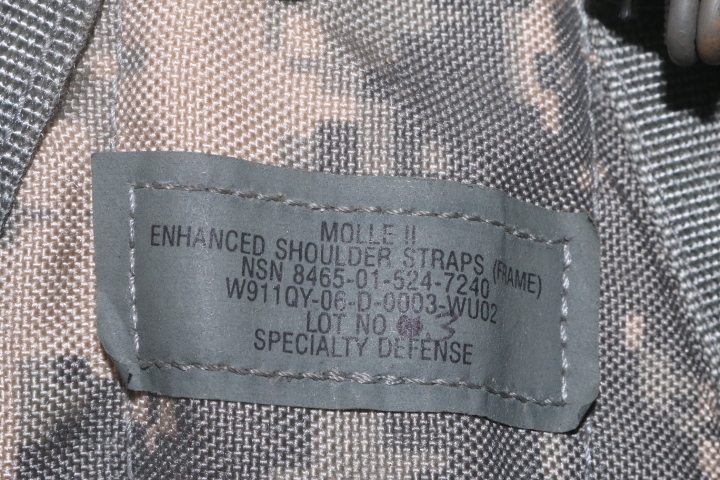 MOLLE II
ENHANCED SHOULDER STRAPS (FRAME)
NSN 8465-01-524-7240
W911QY-06-D-0003-WU02
LOT NO 3
SPECIALTY DEFENSE